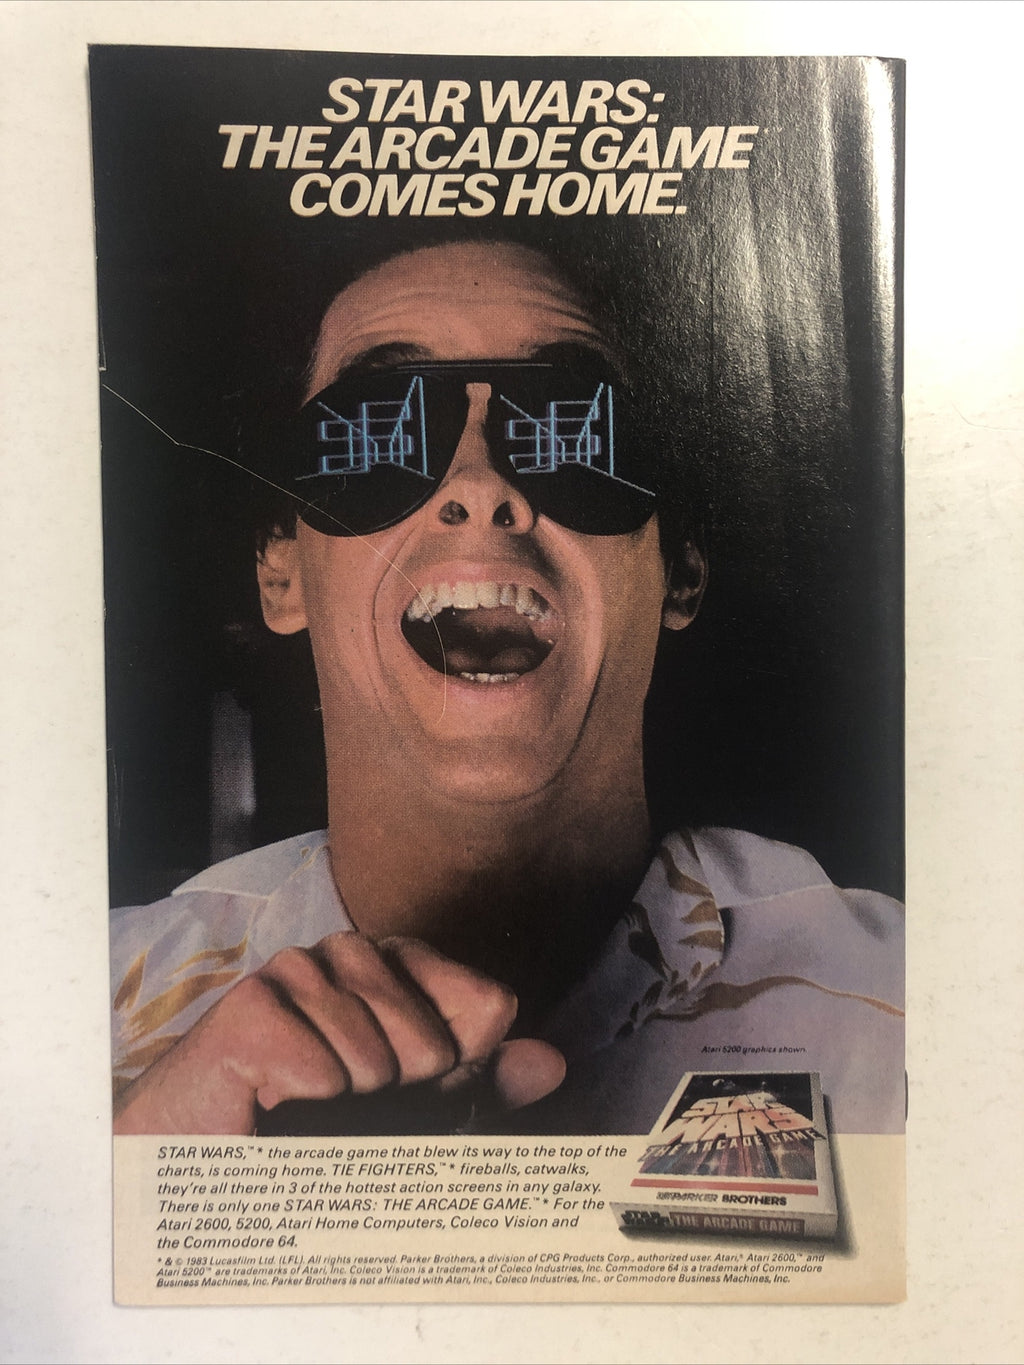 STAR WARS:
THE ARCADE GAME™
COMES HOME.
Atari 5200 graphics shown.
STAR WARS
THE ARCADE GAME
PARKER BROTHERS
STAR WARS THE ARCADE GAME
STAR WARS,™* the arcade game that blew its way to the top of the
charts, is coming home. TIE FIGHTERS,™* fireballs, catwalks,
they're all there in 3 of the hottest action screens in any galaxy.
There is only one STAR WARS: THE ARCADE GAME.™* For the
Atari 2600, 5200, Atari Home Computers, Coleco Vision and
the Commodore 64.
* & © 1983 Lucasfilm Ltd. (LFL). All rights reserved. Parker Brothers, a division of CPG Products Corp., authorized user. Atari,® Atari 2600,™ and
Atari 5200™ are trademarks of Atari, Inc. Coleco Vision is a trademark of Coleco Industries, Inc. Commodore 64 is a trademark of Commodore
Business Machines, Inc. Parker Brothers is not affiliated with Atari, Inc., Coleco Industries, Inc., or Commodore Business Machines, Inc.